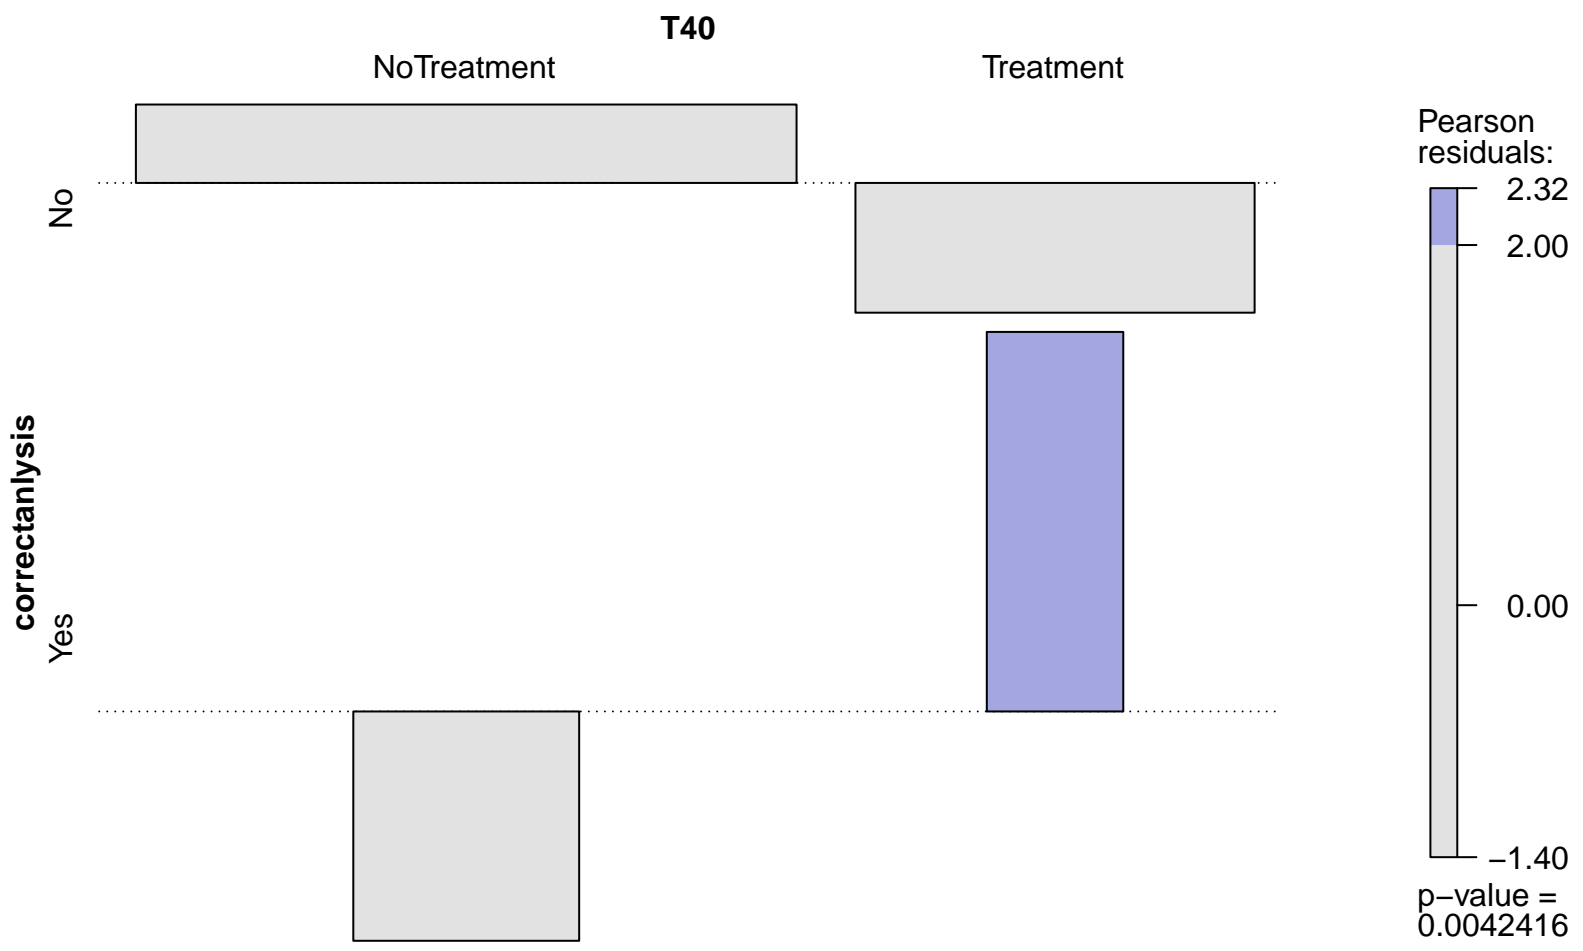 T40
NoTreatment
Treatment
No
Yes
correctanlysis
Pearson
residuals:
2.32
2.00
0.00
−1.40
p−value =
0.0042416